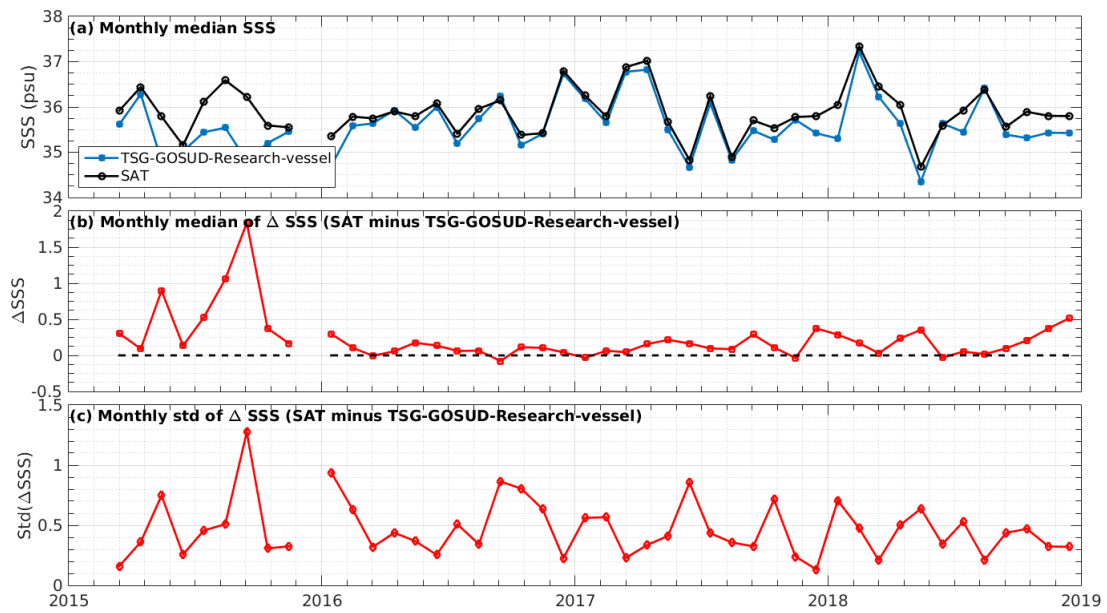 (a) Monthly median SSS
SSS (psu)
38
37
36
35
34
TSG-GOSUD-Research-vessel
SAT
(b) Monthly median of Δ SSS (SAT minus TSG-GOSUD-Research-vessel)
ΔSSS
2
1.5
1
0.5
0
-0.5
(c) Monthly std of Δ SSS (SAT minus TSG-GOSUD-Research-vessel)
Std(ΔSSS)
1.5
1
0.5
0
2015 2016 2017 2018 2019